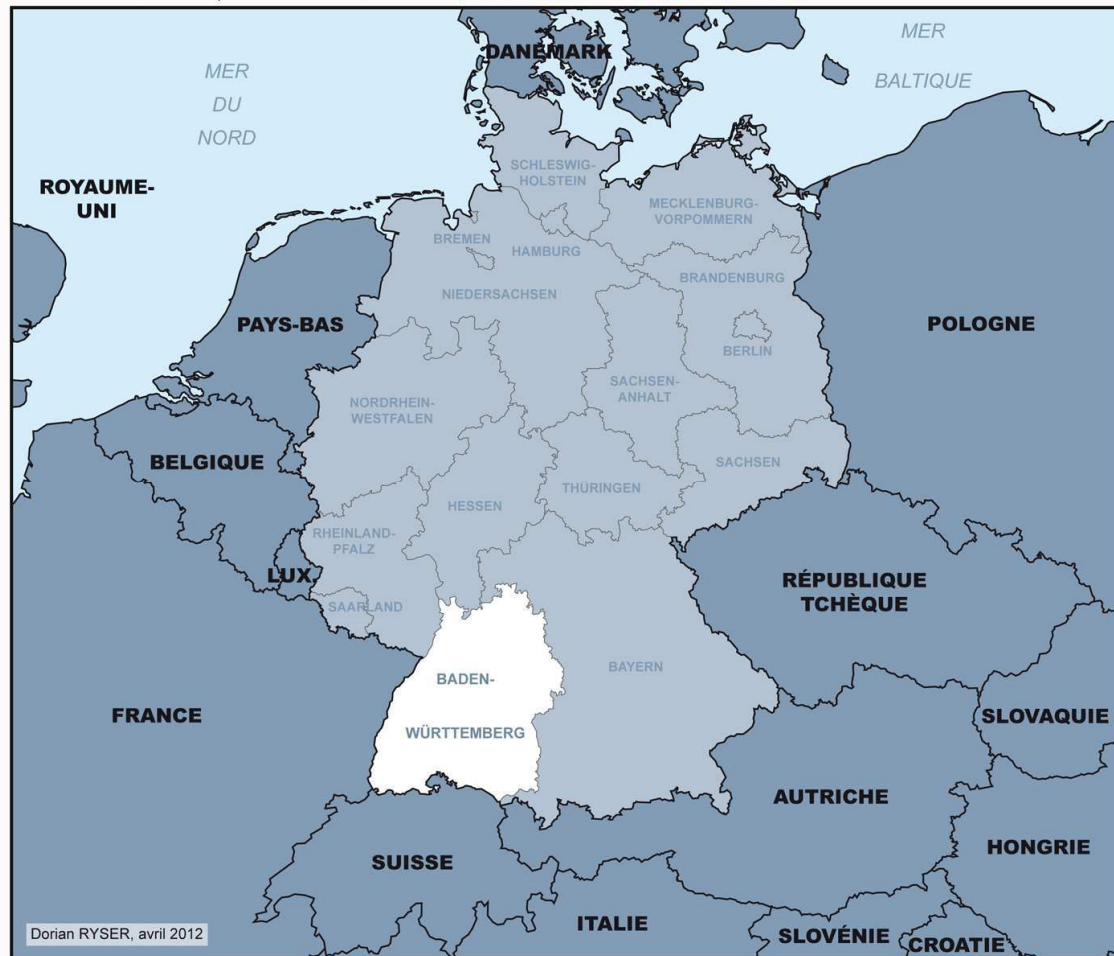 DANEMARK
MER
DU
NORD
MER
BALTIQUE
ROYAUME-
UNI
SCHLESWIG-
HOLSTEIN
MECKLENBURG-
VORPOMMERN
BREMEN
HAMBURG
BRANDENBURG
NIEDERSACHSEN
PAYS-BAS
POLOGNE
BERLIN
SACHSEN-
ANHALT
NORDRHEIN-
WESTFALEN
BELGIQUE
SACHSEN
THÜRINGEN
HESSEN
RHEINLAND-
PFALZ
LUX.
RÉPUBLIQUE
TCHÈQUE
SAARLAND
BAYERN
BADEN-
WÜRTTEMBERG
FRANCE
SLOVAQUIE
AUTRICHE
HONGRIE
SUISSE
ITALIE
SLOVÉNIE
CROATIE
Dorian RYSER, avril 2012